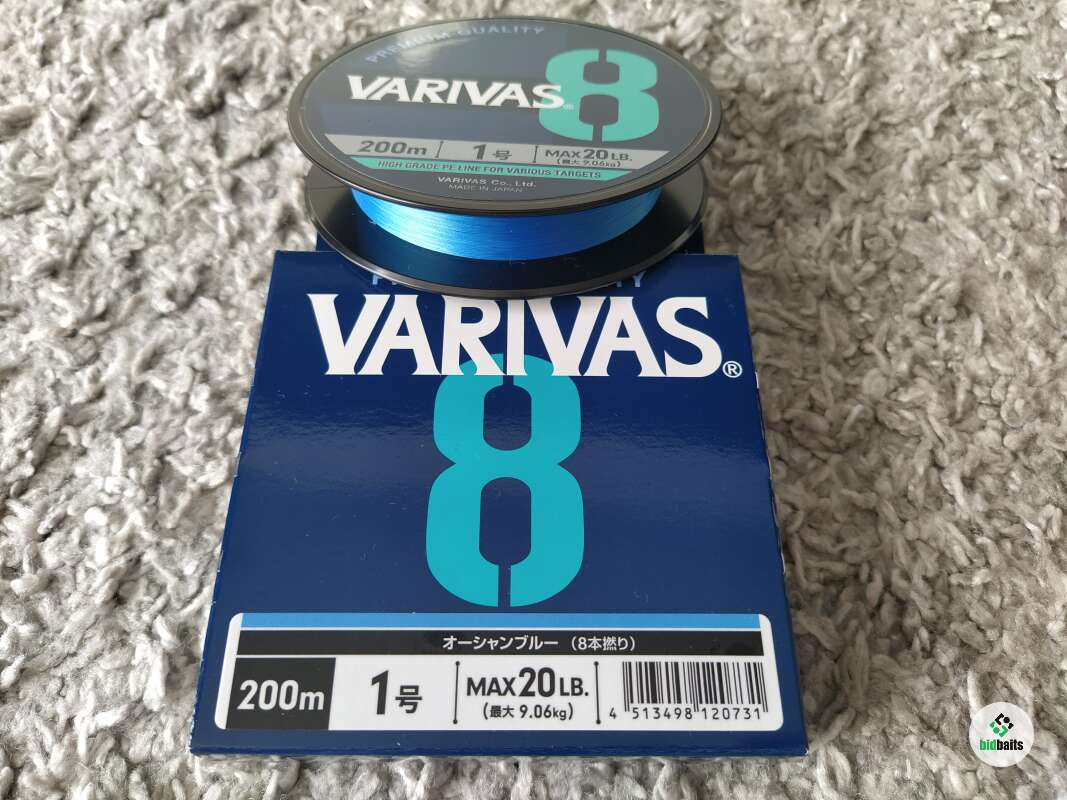 PREMIUM QUALITY
VARIVAS® 8
200m 1号 MAX 20 LB.
(最大 9.06kg)
HIGH GRADE PE LINE FOR VARIOUS TARGETS
VARIVAS Co., Ltd.
MADE IN JAPAN
VARIVAS®
8
オーシャンブルー (8本撚り)
200m 1号 MAX 20 LB.
(最大 9.06kg)
4 513498 120731
bidbaits